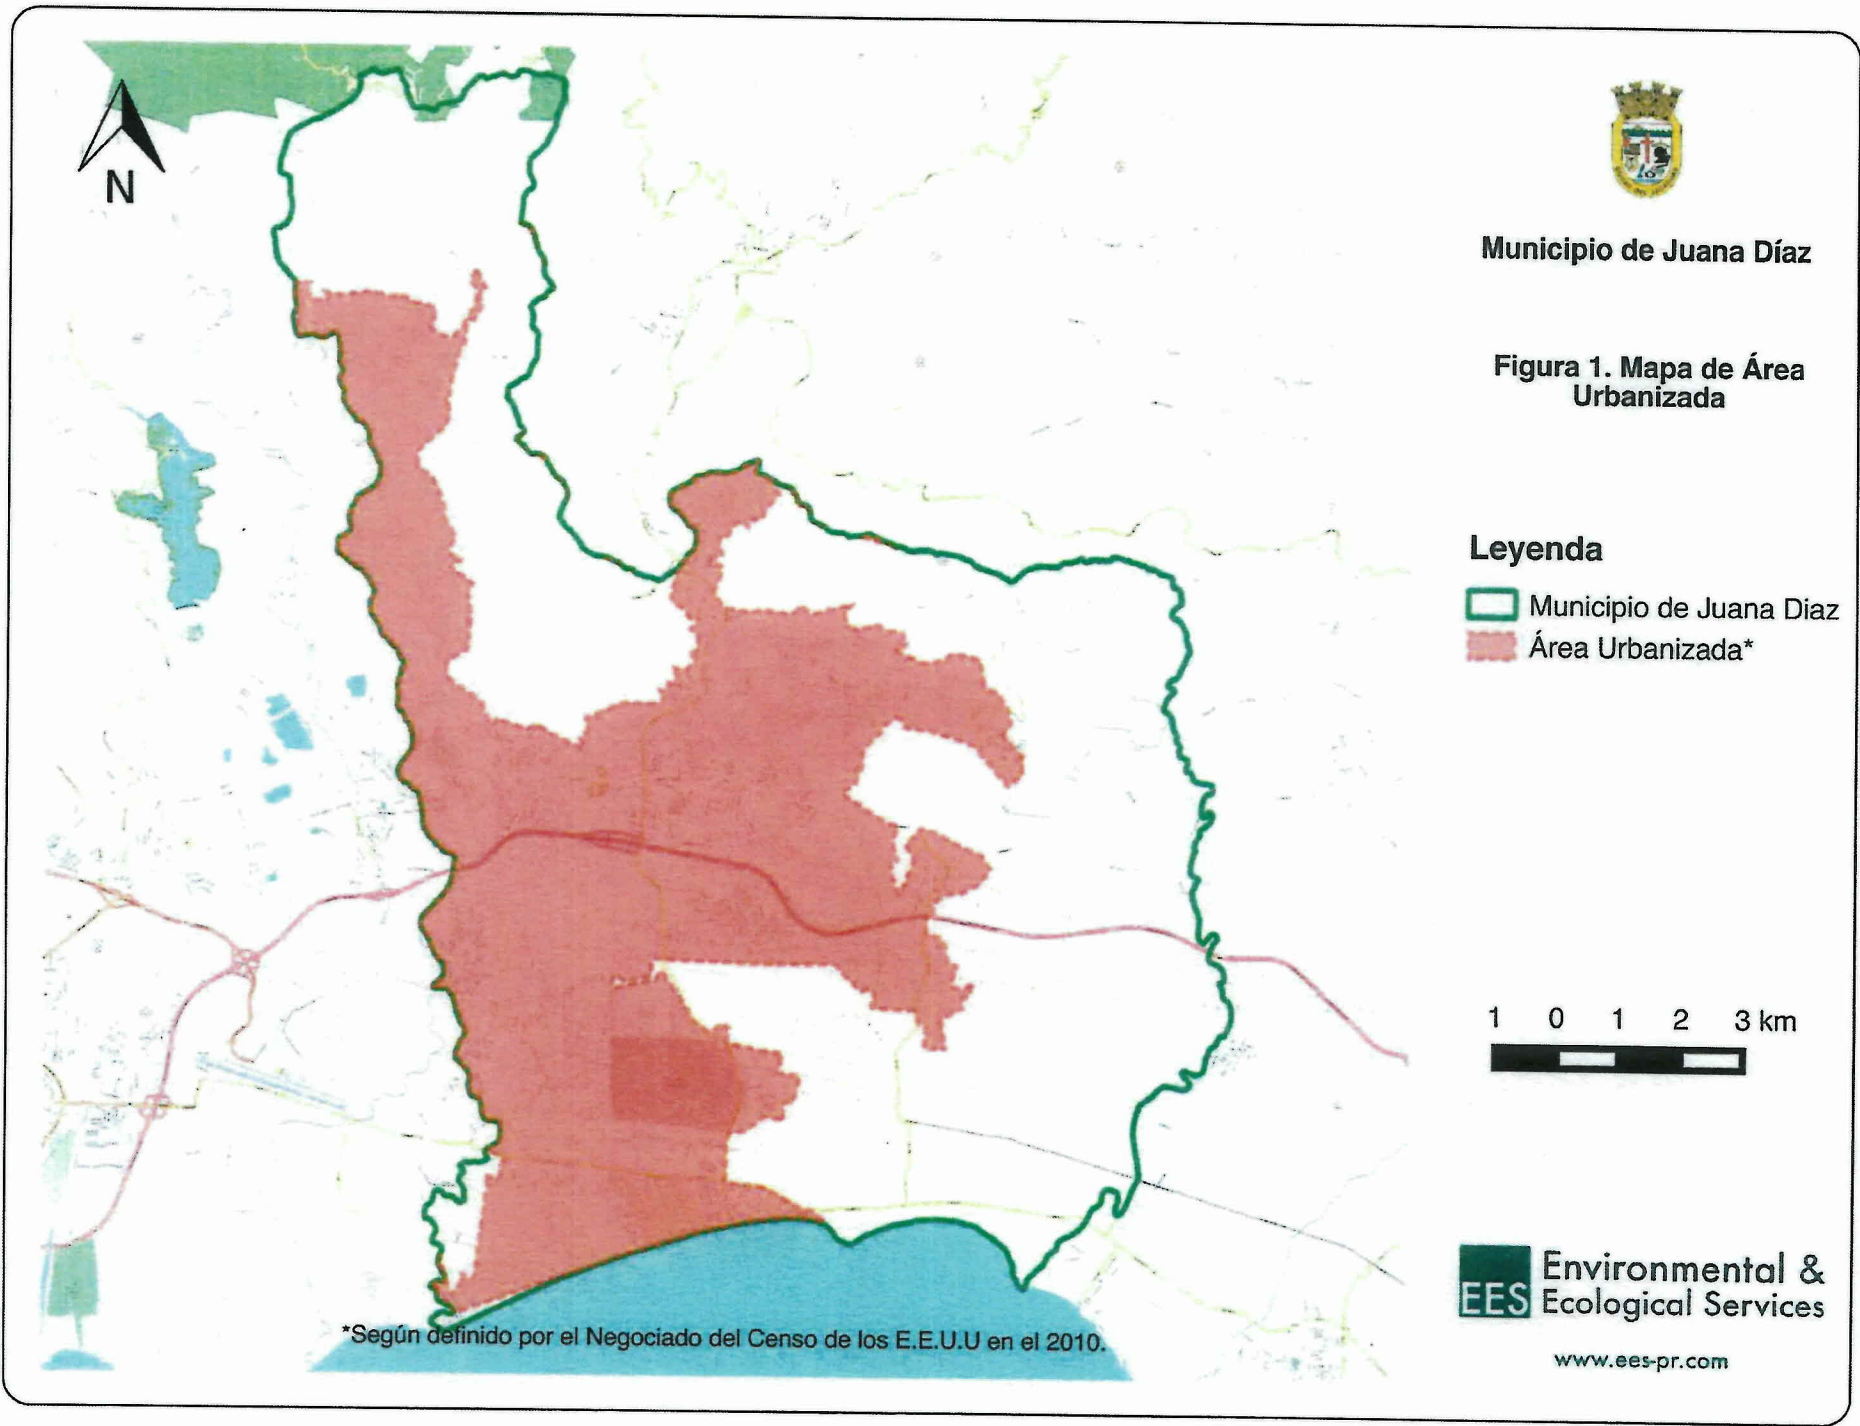 N
Municipio de Juana Díaz
Figura 1. Mapa de Área
Urbanizada
Leyenda
Municipio de Juana Diaz
Área Urbanizada*
1 0 1 2 3 km
EES
Environmental &
Ecological Services
www.ees-pr.com
*Según definido por el Negociado del Censo de los E.E.U.U en el 2010.